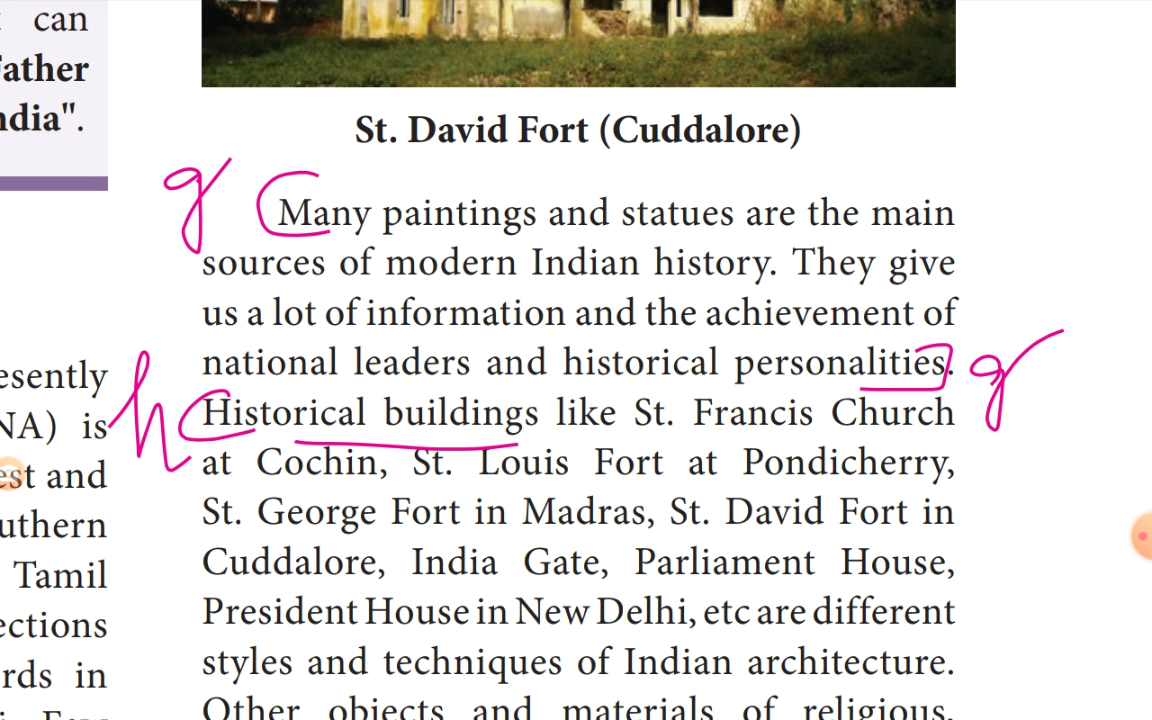 can
Father
ndia".
St. David Fort (Cuddalore)
g
Many paintings and statues are the main
sources of modern Indian history. They give
us a lot of information and the achievement of
national leaders and historical personalities.
g
h
Historical buildings like St. Francis Church
at Cochin, St. Louis Fort at Pondicherry,
St. George Fort in Madras, St. David Fort in
Cuddalore, India Gate, Parliament House,
President House in New Delhi, etc are different
styles and techniques of Indian architecture.
Other objects and materials of religious,
esently
NA) is
est and
uthern
Tamil
ections
rds in